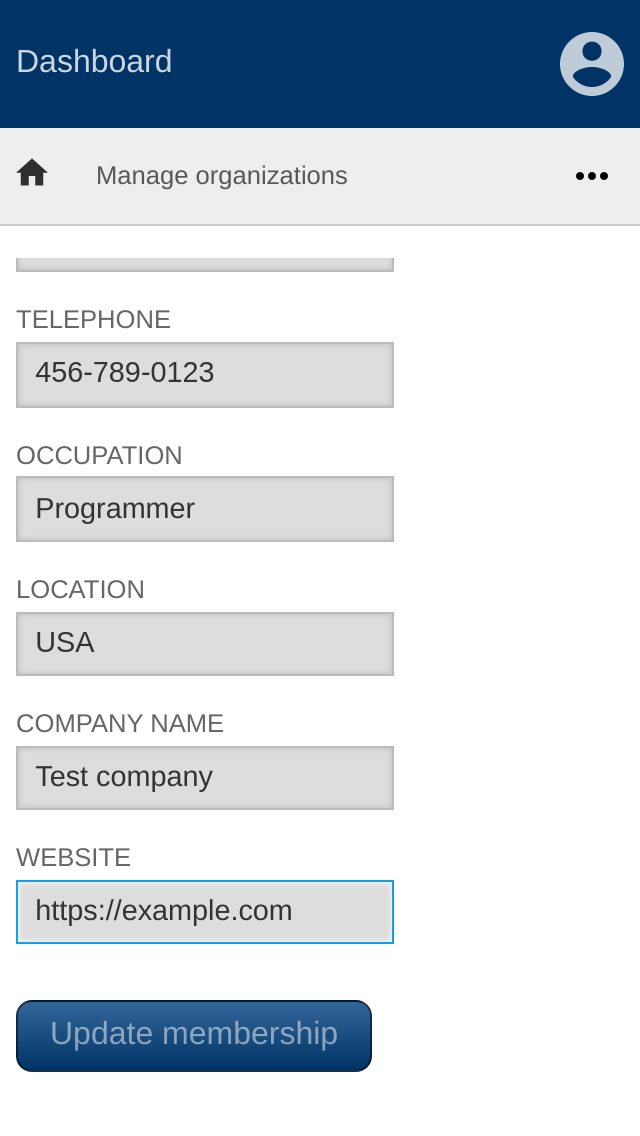 Dashboard
Manage organizations
TELEPHONE
456-789-0123
OCCUPATION
Programmer
LOCATION
USA
COMPANY NAME
Test company
WEBSITE
https://example.com
Update membership